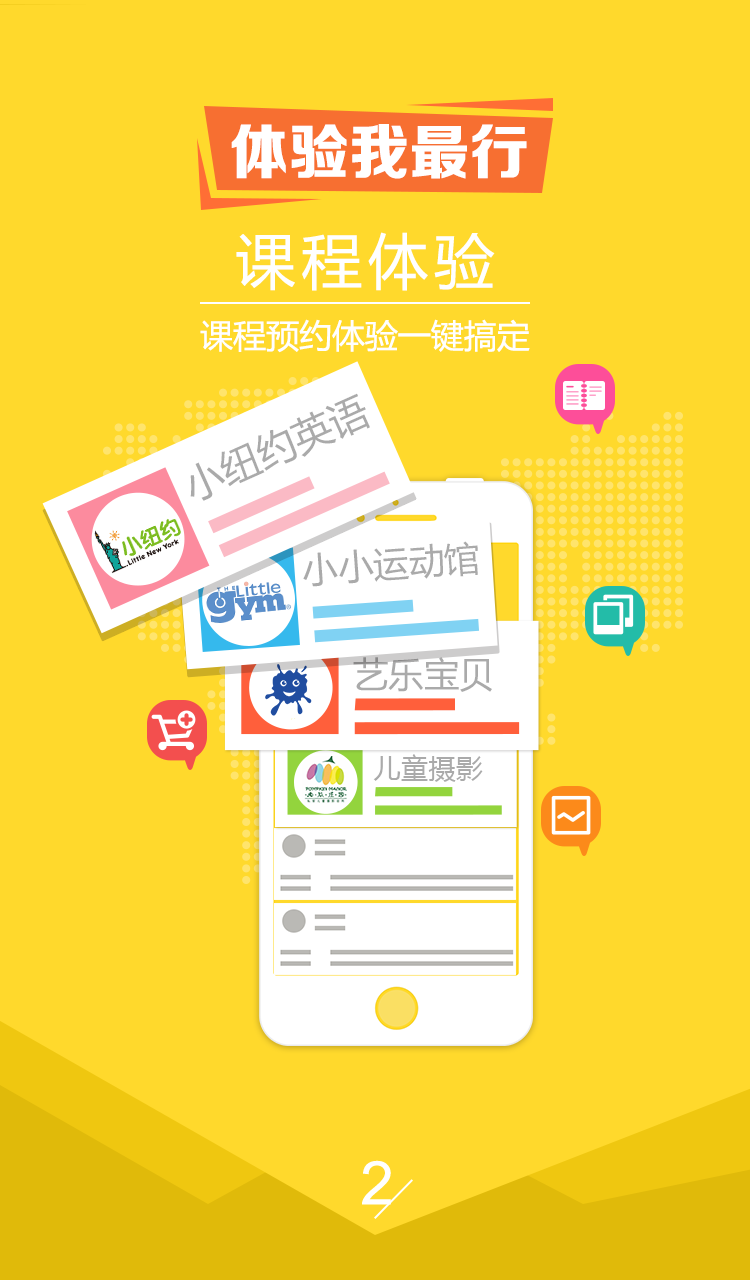 体验我最行
课程体验
课程预约体验一键搞定
小纽约英语
小纽约
Little New York
小小运动馆
THE Little
gym
艺乐宝贝
儿童摄影
2